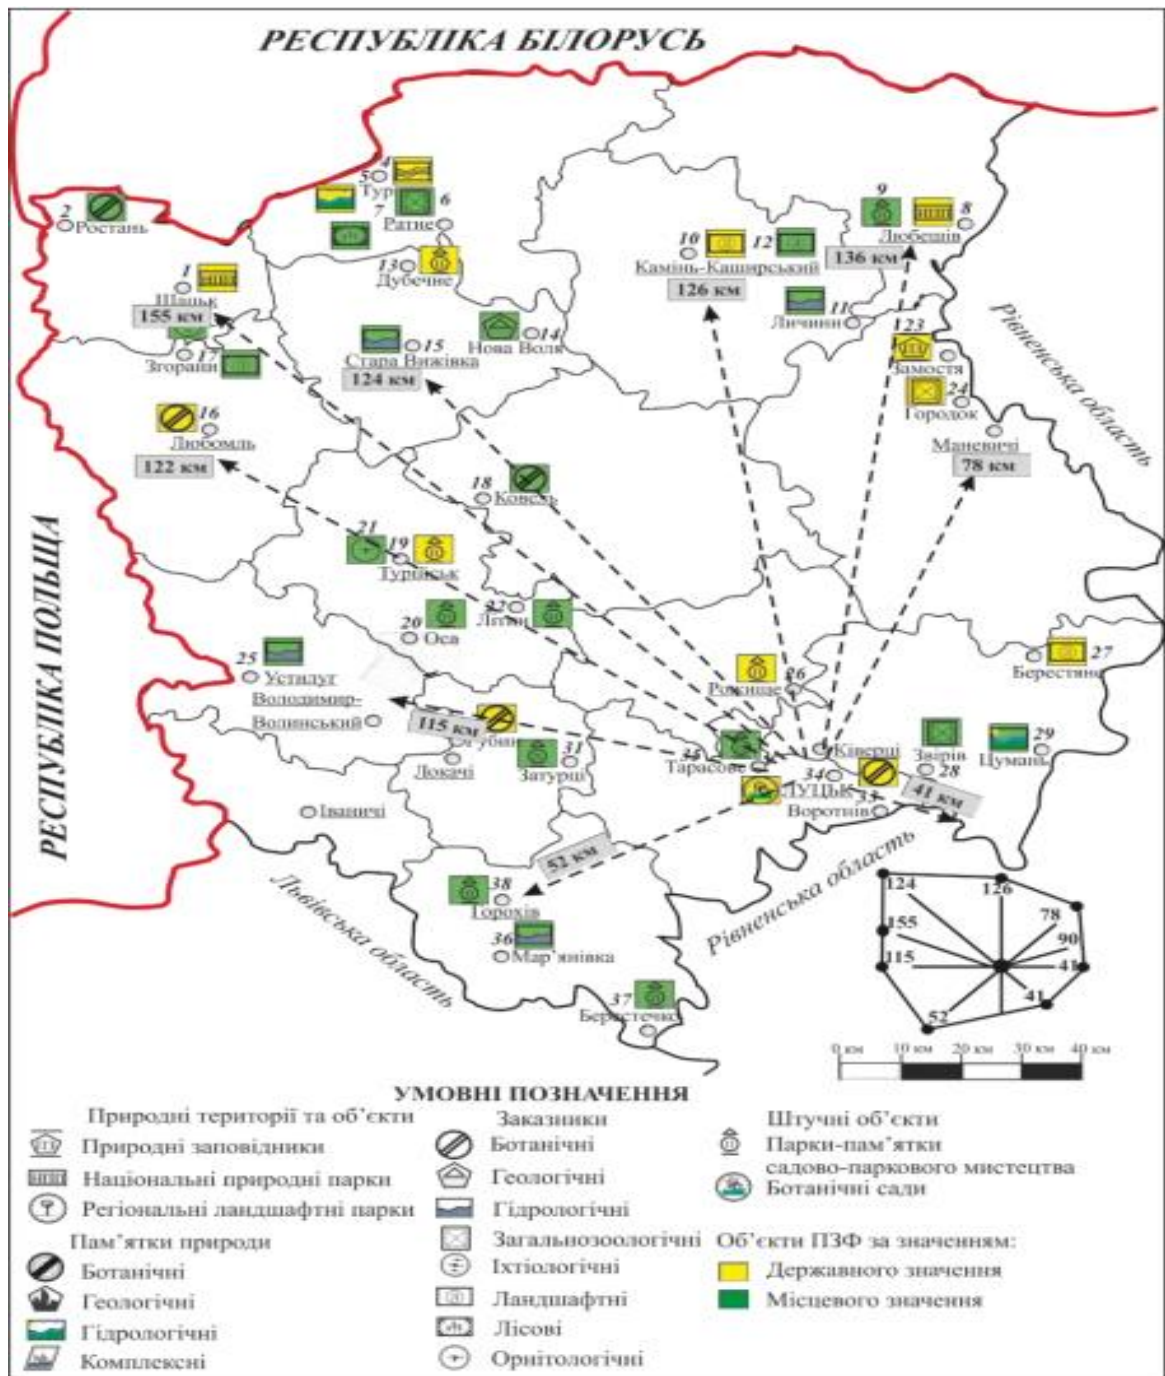 РЕСПУБЛІКА БІЛОРУСЬ
4
5
Тур
6
7
Ратне
2
Ростань
9
8
Любешів
136 км
10
12
Камінь-Каширський
126 км
13
Дубечне
1
Шацьк
155 км
11
Личини
14
Нова Воля
15
Стара Вижівка
124 км
17
Згорани
23
Замостя
24
Городок
Рівненська область
16
Любомль
122 км
Маневичі
78 км
18
Ковель
РЕСПУБЛІКА ПОЛЬЩА
21
19
Турійськ
22
Літин
20
Оса
27
Берестяне
25
Устилуг
26
Рожище
Володимир-
Волинський
115 км
31
Затурці
Локачі
35
Тарасове
Ківерці
Звірів
28
29
Цумань
34
ЛУЦЬК
33
Воротнів
41 км
Іваничі
52 км
Рівненська область
Львівська область
38
Горохів
36
Мар’янівка
37
Берестечко
124
126
78
155
90
115
41
41
52
0 км 10 км 20 км 30 км 40 км
УМОВНІ ПОЗНАЧЕННЯ
Природні території та об’єкти
Природні заповідники
Національні природні парки
Регіональні ландшафтні парки
Пам’ятки природи
Ботанічні
Геологічні
Гідрологічні
Комплексні
Заказники
Ботанічні
Геологічні
Гідрологічні
Загальнозоологічні
Іхтіологічні
Ландшафтні
Лісові
Орнітологічні
Штучні об’єкти
Парки-пам’ятки
садово-паркового мистецтва
Ботанічні сади
Об’єкти ПЗФ за значенням:
Державного значення
Місцевого значення